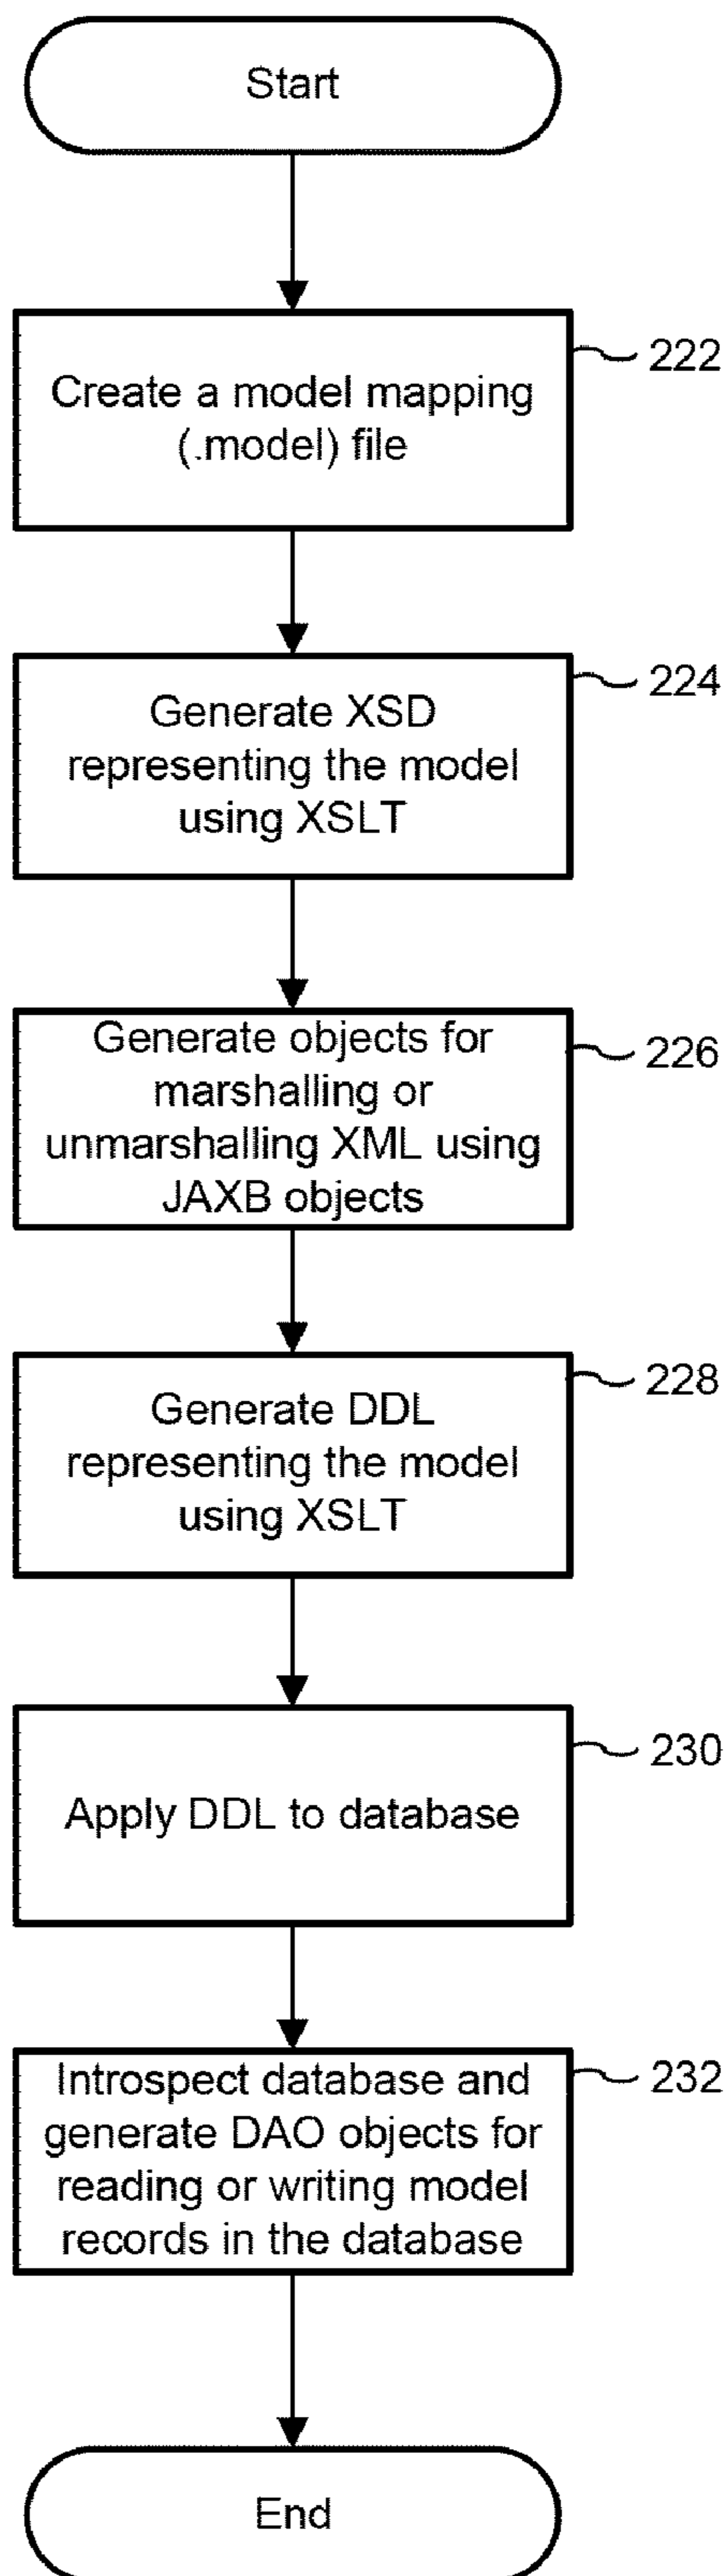 Start
222
Create a model mapping
(.model) file
224
Generate XSD
representing the model
using XSLT
226
Generate objects for
marshalling or
unmarshalling XML using
JAXB objects
228
Generate DDL
representing the model
using XSLT
230
Apply DDL to database
232
Introspect database and
generate DAO objects for
reading or writing model
records in the database
End